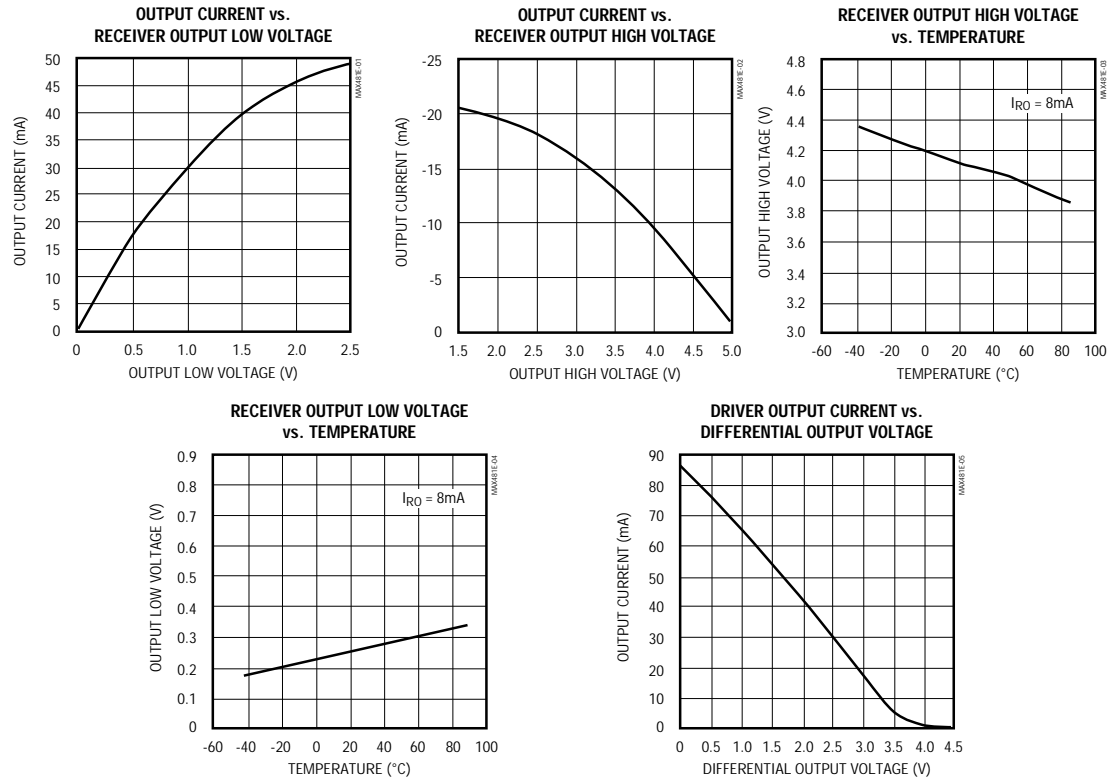 OUTPUT CURRENT vs.
RECEIVER OUTPUT LOW VOLTAGE
50
45
40
35
30
25
20
15
10
5
0
OUTPUT CURRENT (mA)
0 0.5 1.0 1.5 2.0 2.5
OUTPUT LOW VOLTAGE (V)
MAX481E-01
OUTPUT CURRENT vs.
RECEIVER OUTPUT HIGH VOLTAGE
-25
-20
-15
-10
-5
0
OUTPUT CURRENT (mA)
1.5 2.0 2.5 3.0 3.5 4.0 4.5 5.0
OUTPUT HIGH VOLTAGE (V)
MAX481E-02
RECEIVER OUTPUT HIGH VOLTAGE
vs. TEMPERATURE
4.8
4.6
4.4
4.2
4.0
3.8
3.6
3.4
3.2
3.0
OUTPUT HIGH VOLTAGE (V)
IRO = 8mA
-60 -40 -20 0 20 40 60 80 100
TEMPERATURE (°C)
MAX481E-03
RECEIVER OUTPUT LOW VOLTAGE
vs. TEMPERATURE
0.9
0.8
0.7
0.6
0.5
0.4
0.3
0.2
0.1
0
OUTPUT LOW VOLTAGE (V)
IRO = 8mA
-60 -40 -20 0 20 40 60 80 100
TEMPERATURE (°C)
MAX481E-04
DRIVER OUTPUT CURRENT vs.
DIFFERENTIAL OUTPUT VOLTAGE
90
80
70
60
50
40
30
20
10
0
OUTPUT CURRENT (mA)
0 0.5 1.0 1.5 2.0 2.5 3.0 3.5 4.0 4.5
DIFFERENTIAL OUTPUT VOLTAGE (V)
MAX481E-05